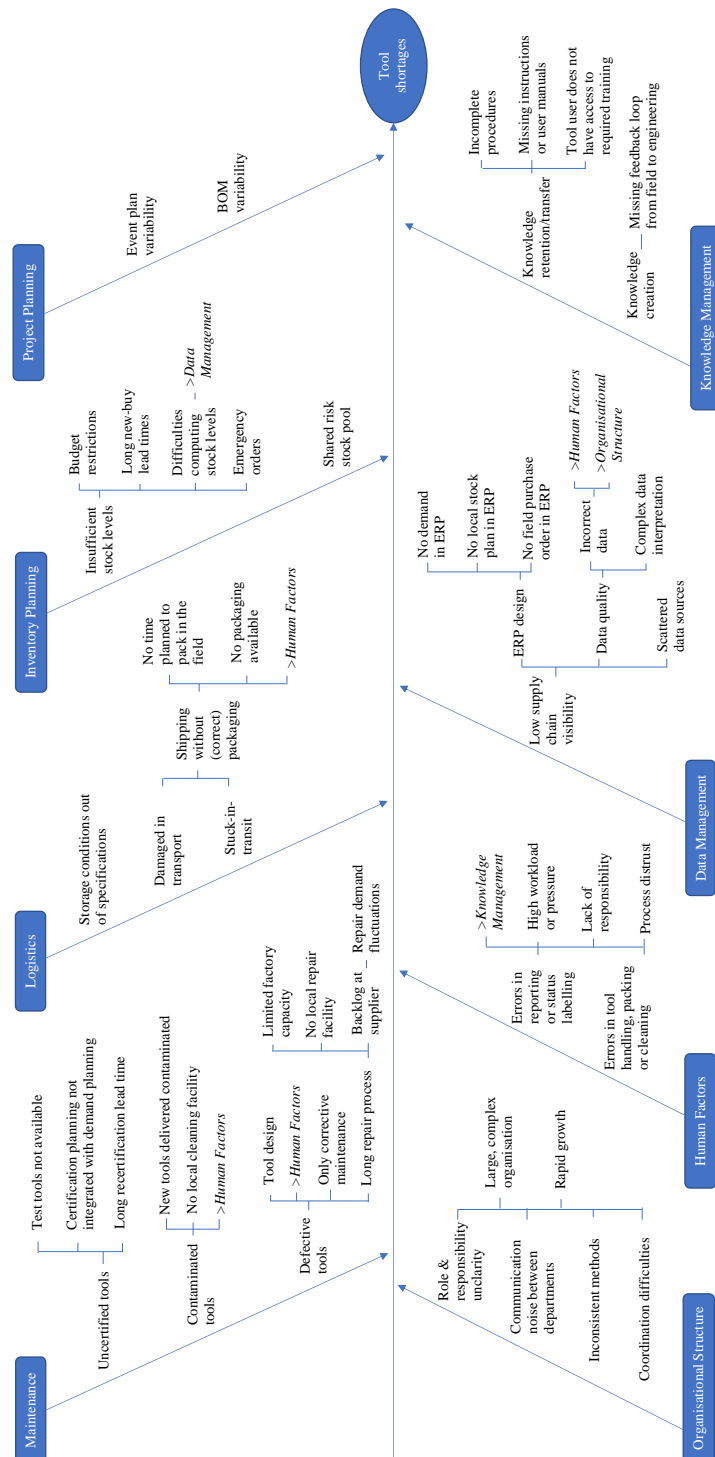 Maintenance
Uncertified tools
Test tools not available
Certification planning not
integrated with demand planning
Long recertification lead time
Contaminated
tools
New tools delivered contaminated
No local cleaning facility
>Human Factors
Defective
tools
Tool design
>Human Factors
Only corrective
maintenance
Long repair process
Limited factory
capacity
No local repair
facility
Backlog at
supplier
Repair demand
fluctuations
Logistics
Storage conditions out
of specifications
Damaged in
transport
Stuck-in-
transit
Shipping
without
(correct)
packaging
No time
planned to
pack in the
field
No packaging
available
>Human Factors
Inventory Planning
Insufficient
stock levels
Budget
restrictions
Long new-buy
lead times
Difficulties
computing
stock levels
>Data
Management
Emergency
orders
Shared risk
stock pool
Project Planning
Event plan
variability
BOM
variability
Tool
shortages
Organisational Structure
Role &
responsibility
unclarity
Communication
noise between
departments
Inconsistent methods
Coordination difficulties
Large, complex
organisation
Rapid growth
Human Factors
Errors in
reporting
or status
labelling
Errors in tool
handling, packing
or cleaning
>Knowledge
Management
High workload
or pressure
Lack of
responsibility
Process distrust
Data Management
Low supply
chain
visibility
ERP design
No demand
in ERP
No local stock
plan in ERP
No field purchase
order in ERP
Data quality
Incorrect
data
>Human Factors
>Organisational
Structure
Complex data
interpretation
Scattered
data sources
Knowledge Management
Knowledge
retention/transfer
Incomplete
procedures
Missing instructions
or user manuals
Tool user does not
have access to
required training
Knowledge
creation
Missing feedback loop
from field to engineering